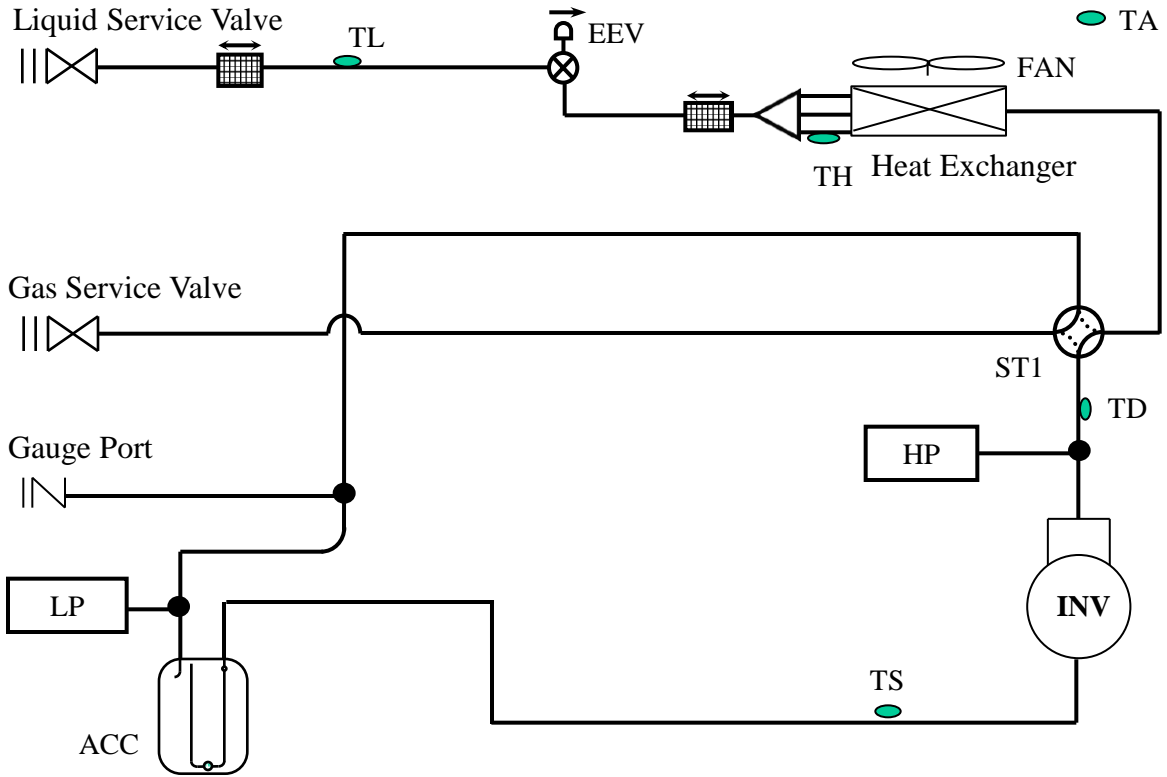 Liquid Service Valve
TL
EEV
TA
FAN
TH
Heat Exchanger
Gas Service Valve
ST1
TD
Gauge Port
HP
LP
INV
TS
ACC